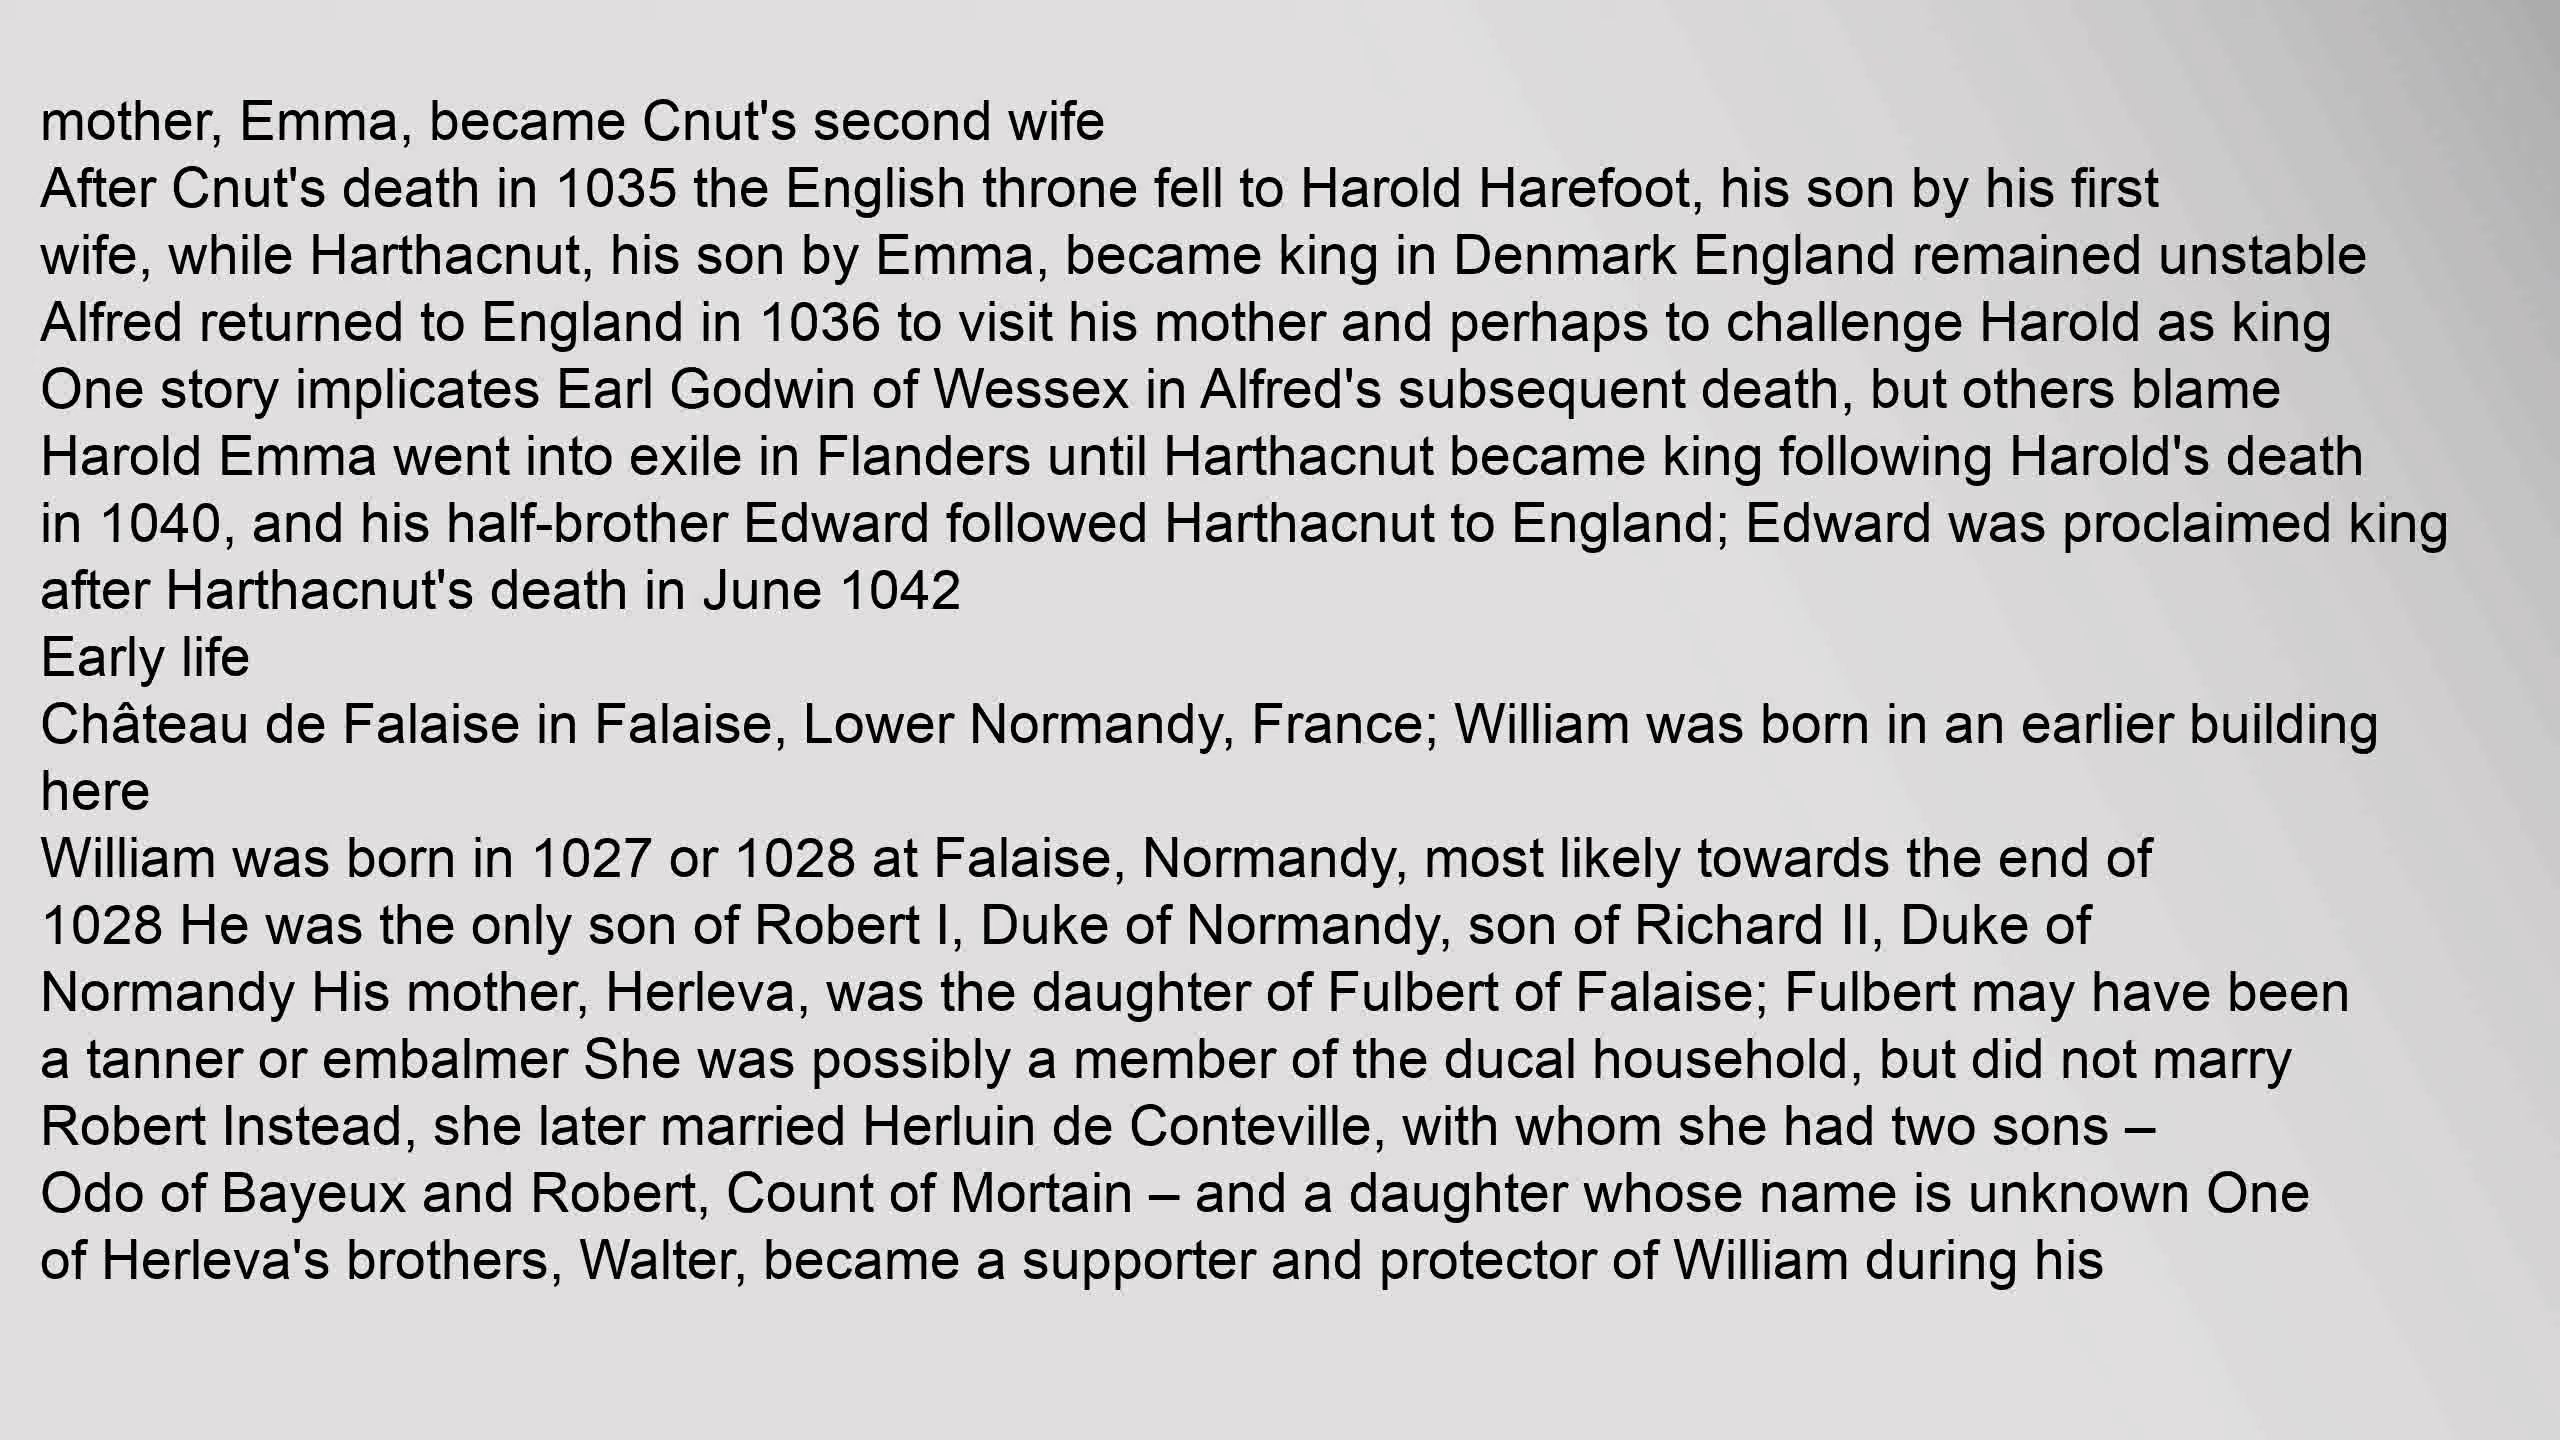 mother, Emma, became Cnut's second wife
After Cnut's death in 1035 the English throne fell to Harold Harefoot, his son by his first
wife, while Harthacnut, his son by Emma, became king in Denmark England remained unstable
Alfred returned to England in 1036 to visit his mother and perhaps to challenge Harold as king
One story implicates Earl Godwin of Wessex in Alfred's subsequent death, but others blame
Harold Emma went into exile in Flanders until Harthacnut became king following Harold's death
in 1040, and his half-brother Edward followed Harthacnut to England; Edward was proclaimed king
after Harthacnut's death in June 1042
Early life
Château de Falaise in Falaise, Lower Normandy, France; William was born in an earlier building
here
William was born in 1027 or 1028 at Falaise, Normandy, most likely towards the end of
1028 He was the only son of Robert I, Duke of Normandy, son of Richard II, Duke of
Normandy His mother, Herleva, was the daughter of Fulbert of Falaise; Fulbert may have been
a tanner or embalmer She was possibly a member of the ducal household, but did not marry
Robert Instead, she later married Herluin de Conteville, with whom she had two sons –
Odo of Bayeux and Robert, Count of Mortain – and a daughter whose name is unknown One
of Herleva's brothers, Walter, became a supporter and protector of William during his